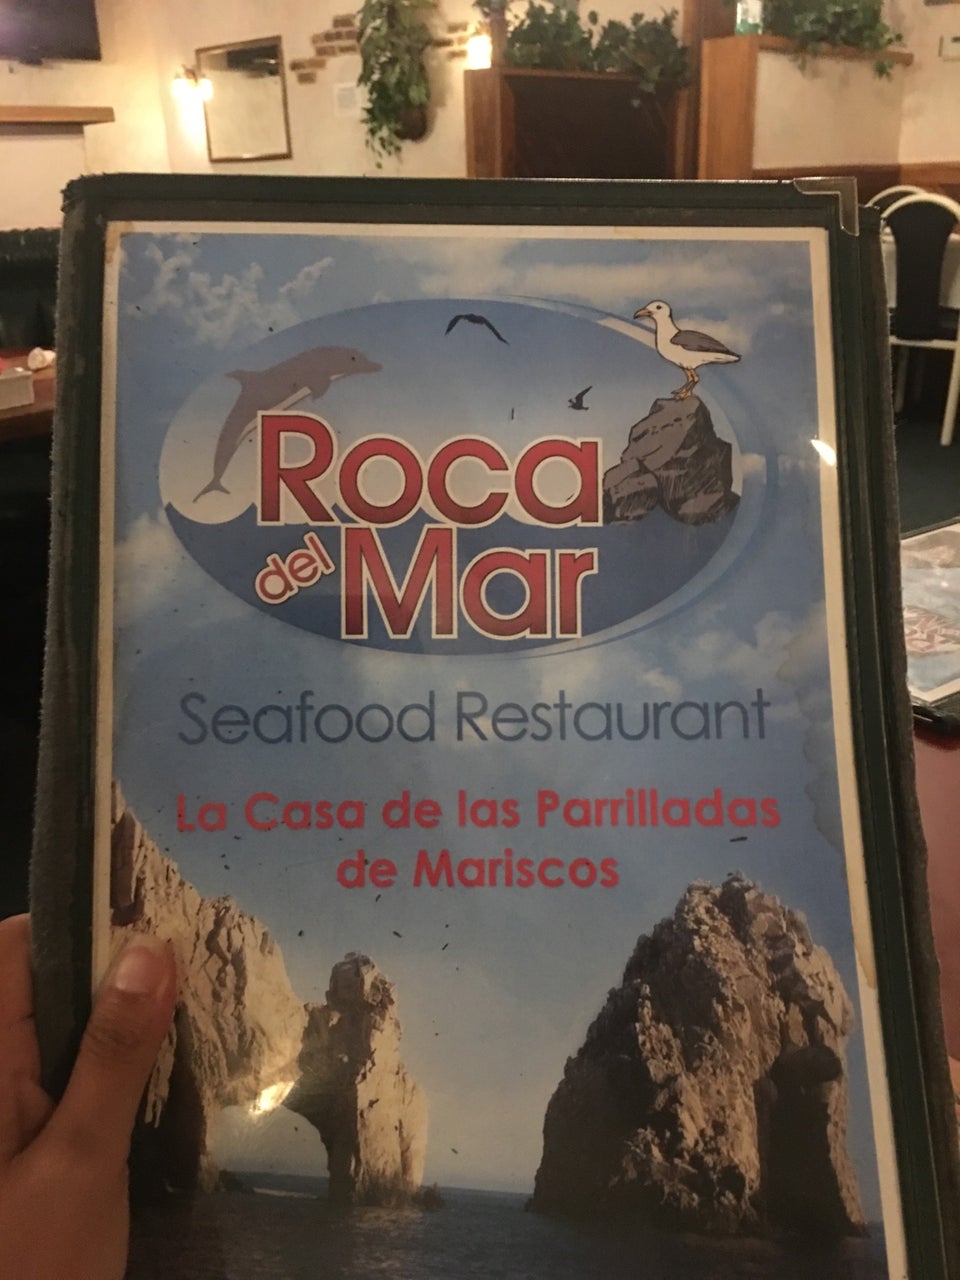 Roca
del Mar
Seafood Restaurant
La Casa de las Parrilladas
de Mariscos